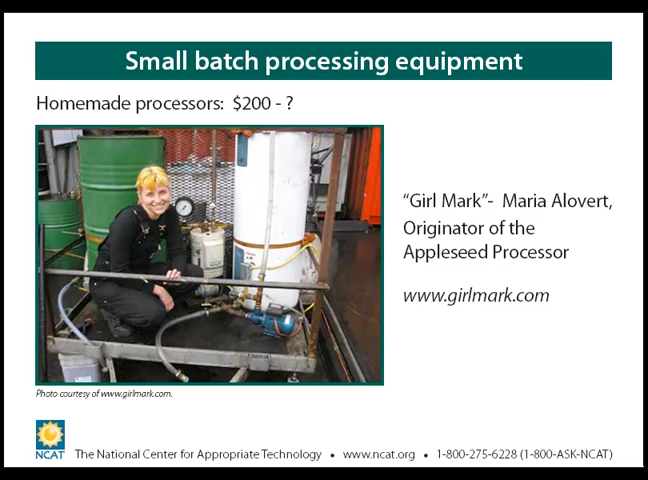 Small batch processing equipment
Homemade processors: $200 - ?
“Girl Mark”- Maria Alovert,
Originator of the
Appleseed Processor
www.girlmark.com
Photo courtesy of www.girlmark.com.
NCAT
The National Center for Appropriate Technology • www.ncat.org • 1-800-275-6228 (1-800-ASK-NCAT)